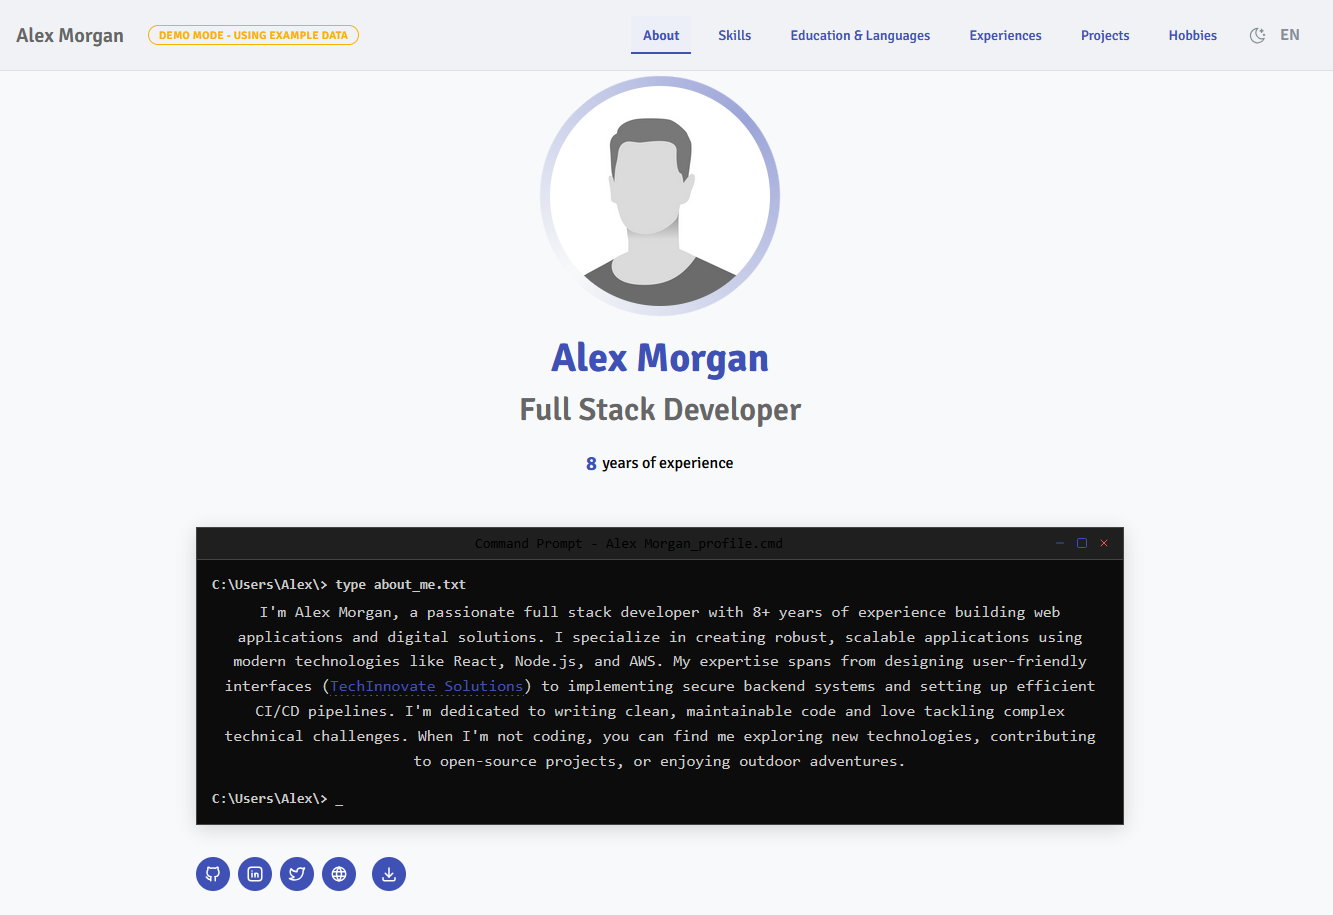 Alex Morgan
DEMO MODE - USING EXAMPLE DATA
About
Skills
Education & Languages
Experiences
Projects
Hobbies
EN
Alex Morgan
Full Stack Developer
8 years of experience
Command Prompt - Alex Morgan_profile.cmd
C:\Users\Alex\> type about_me.txt
I'm Alex Morgan, a passionate full stack developer with 8+ years of experience building web
applications and digital solutions. I specialize in creating robust, scalable applications using
modern technologies like React, Node.js, and AWS. My expertise spans from designing user-friendly
interfaces (TechInnovate Solutions) to implementing secure backend systems and setting up efficient
CI/CD pipelines. I'm dedicated to writing clean, maintainable code and love tackling complex
technical challenges. When I'm not coding, you can find me exploring new technologies, contributing
to open-source projects, or enjoying outdoor adventures.
C:\Users\Alex\> _